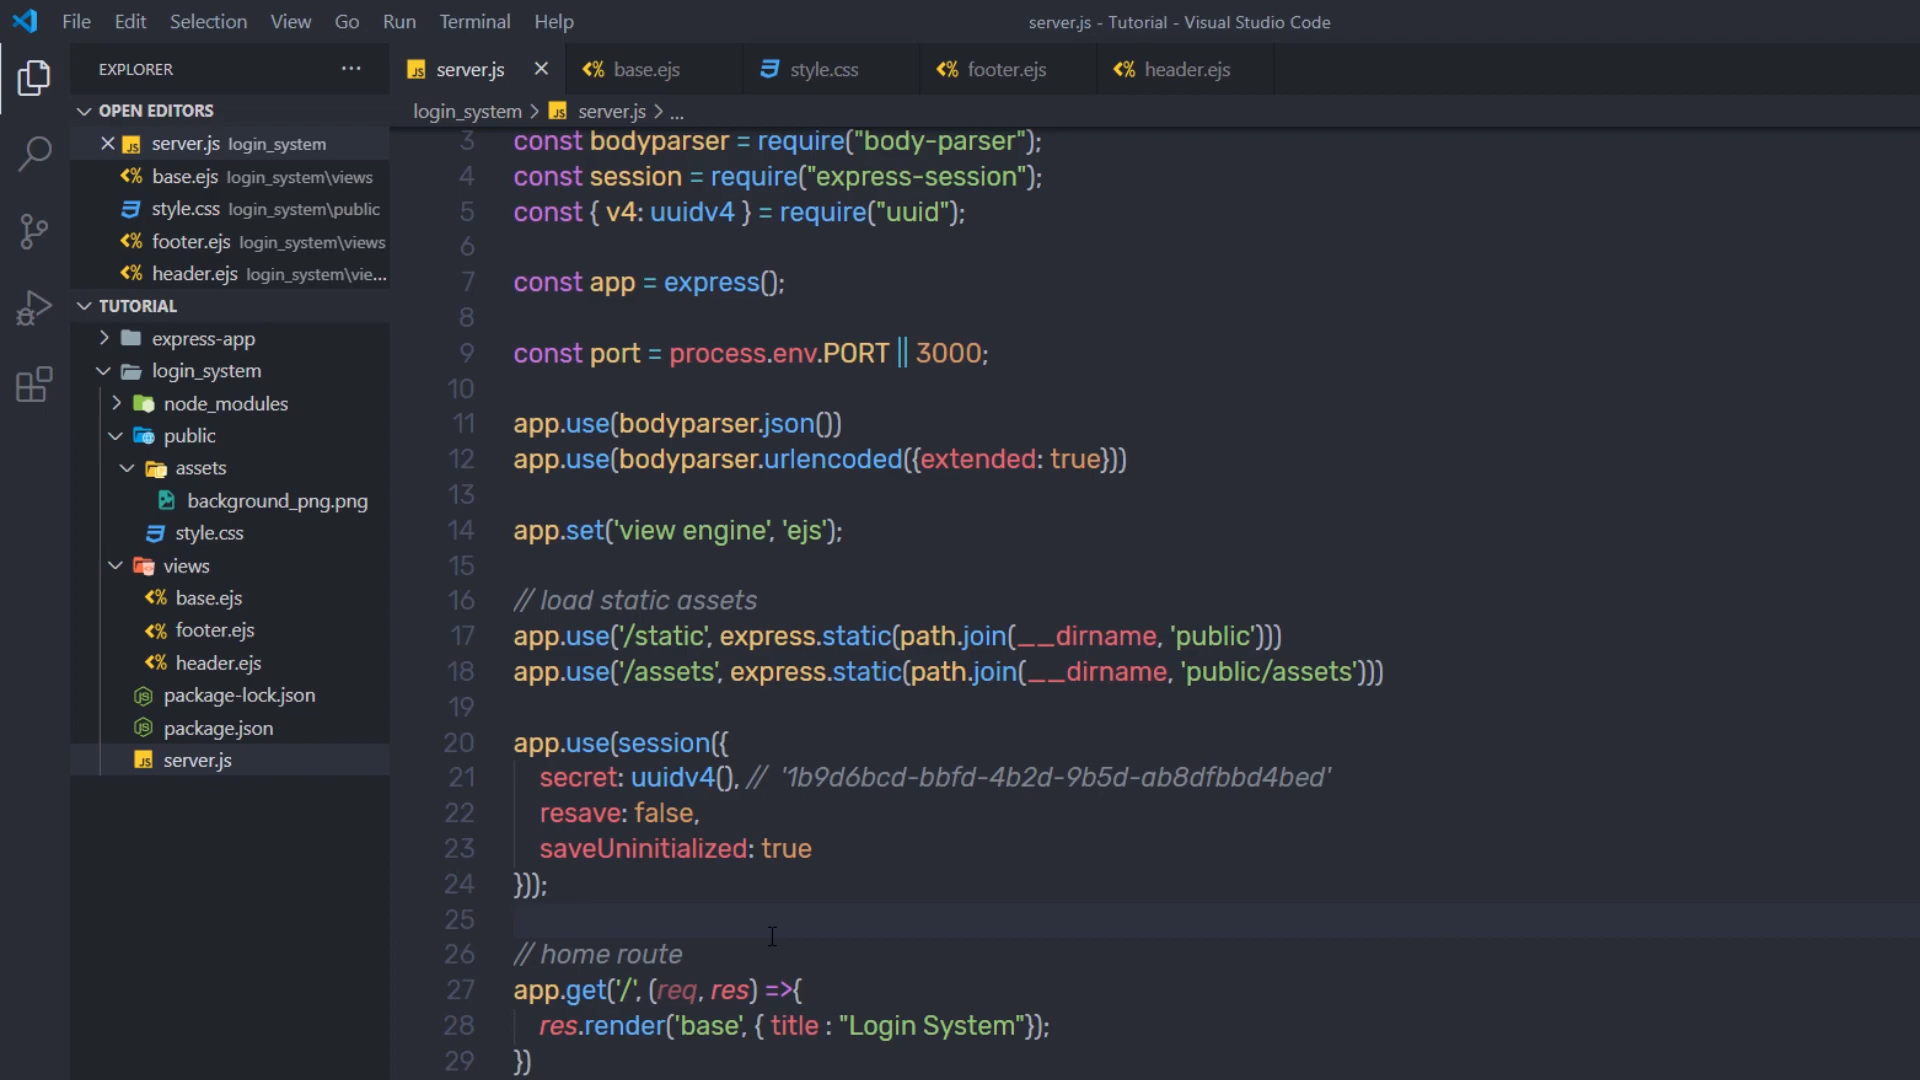 File Edit Selection View Go Run Terminal Help
server.js - Tutorial - Visual Studio Code
EXPLORER
OPEN EDITORS
server.js login_system
base.ejs login_system\views
style.css login_system\public
footer.ejs login_system\views
header.ejs login_system\vie...
TUTORIAL
express-app
login_system
node_modules
public
assets
background_png.png
style.css
views
base.ejs
footer.ejs
header.ejs
package-lock.json
package.json
server.js
server.js base.ejs style.css footer.ejs header.ejs
login_system > server.js > ...
3 const bodyparser = require("body-parser");
4 const session = require("express-session");
5 const { v4: uuidv4 } = require("uuid");
6
7 const app = express();
8
9 const port = process.env.PORT || 3000;
10
11 app.use(bodyparser.json())
12 app.use(bodyparser.urlencoded({extended: true}))
13
14 app.set('view engine', 'ejs');
15
16 // load static assets
17 app.use('/static', express.static(path.join(__dirname, 'public')))
18 app.use('/assets', express.static(path.join(__dirname, 'public/assets')))
19
20 app.use(session({
21 secret: uuidv4(), // '1b9d6bcd-bbfd-4b2d-9b5d-ab8dfbbd4bed'
22 resave: false,
23 saveUninitialized: true
24 }));
25
26 // home route
27 app.get('/', (req, res) =>{
28 res.render('base', { title : "Login System"});
29 })